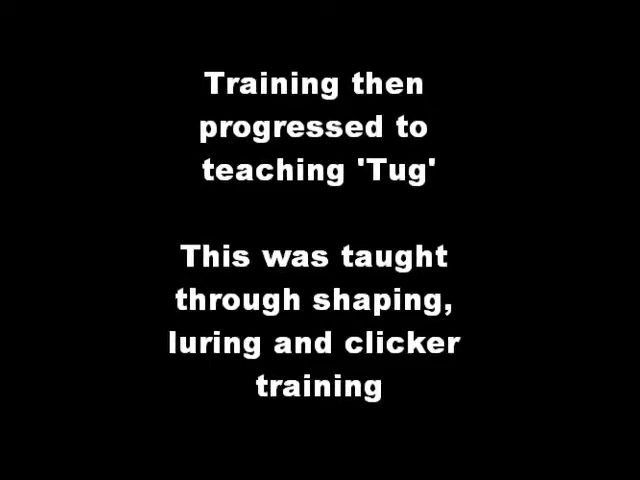 Training then
progressed to
teaching 'Tug'
This was taught
through shaping,
luring and clicker
training